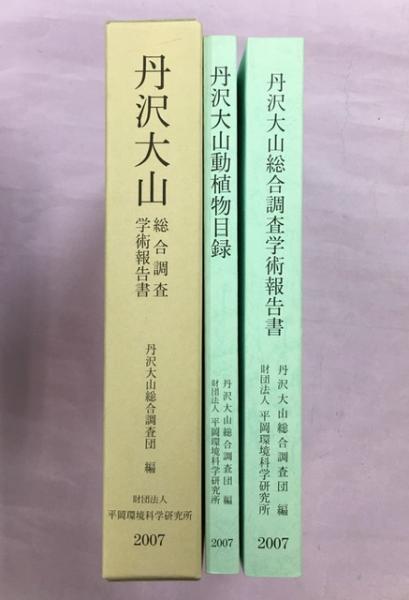 丹沢大山
総合調査
学術報告書
丹沢大山総合調査団 編
財団法人
平岡環境科学研究所
2007
丹沢大山動植物目録
丹沢大山総合調査団 編
財団法人 平岡環境科学研究所
2007
丹沢大山総合調査学術報告書
丹沢大山総合調査団 編
財団法人 平岡環境科学研究所
2007